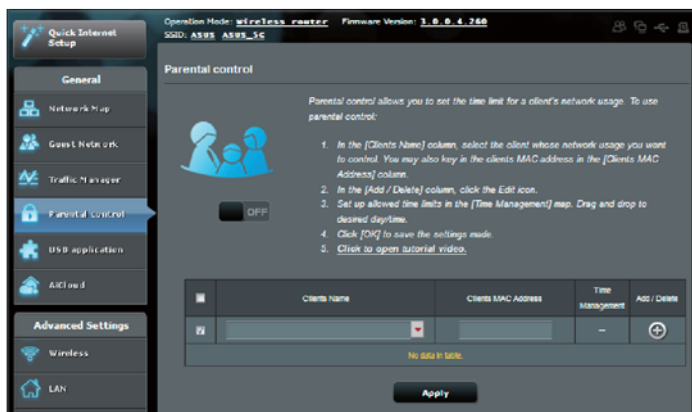 Quick Internet
Setup
Operation Mode: Wireless router Firmware Version: 3.0.0.4.260
SSID: ASUS ASUS_5G
General
Network Map
Guest Network
Traffic Manager
Parental control
USB application
AiCloud
Advanced Settings
Wireless
LAN
Parental control
Parental control allows you to set the time limit for a client's network usage. To use
parental control:
1. In the [Clients Name] column, select the client whose network usage you want
to control. You may also key in the clients MAC address in the [Clients MAC
Address] column.
2. In the [Add / Delete] column, click the Edit icon.
3. Set up allowed time limits in the [Time Management] map. Drag and drop to
desired day/time.
4. Click [OK] to save the settings made.
5. Click to open tutorial video.
OFF
Clients Name
Clients MAC Address
Time
Management
Add / Delete
--
No data in table.
Apply